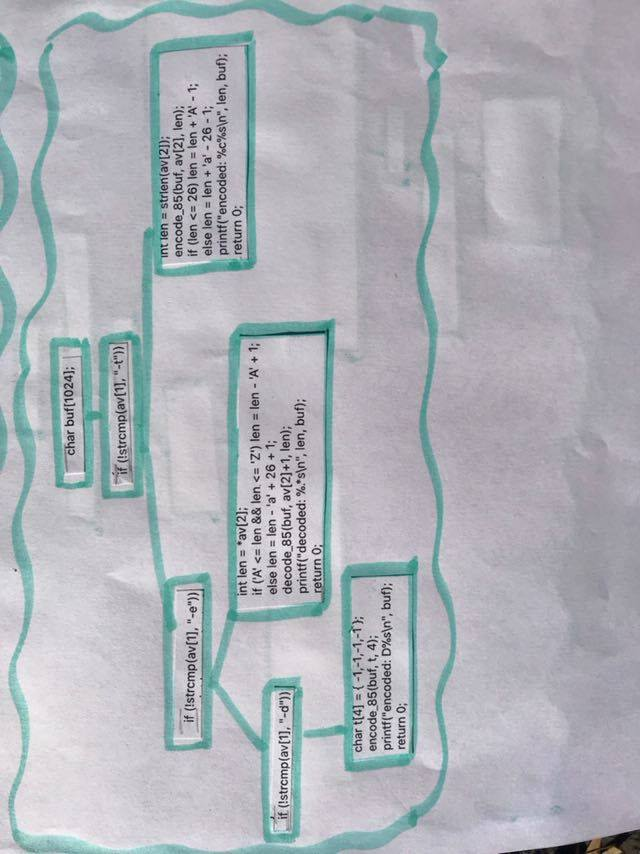 char buf[1024];
if (!strcmp(av[1], "-t"))
if (!strcmp(av[1], "-e"))
int len = strlen(av[2]);
encode_85(buf, av[2], len);
if (len <= 26) len = len + 'A' - 1;
else len = len + 'a' - 26 - 1;
printf("encoded: %c%s\n", len, buf);
return 0;
if (!strcmp(av[1], "-d"))
int len = *av[2];
if ('A' <= len && len <= 'Z') len = len - 'A' + 1;
else len = len - 'a' + 26 + 1;
decode_85(buf, av[2]+1, len);
printf("decoded: %.*s\n", len, buf);
return 0;
char t[4] = { -1,-1,-1,-1 };
encode_85(buf, t, 4);
printf("encoded: D%s\n", buf);
return 0;